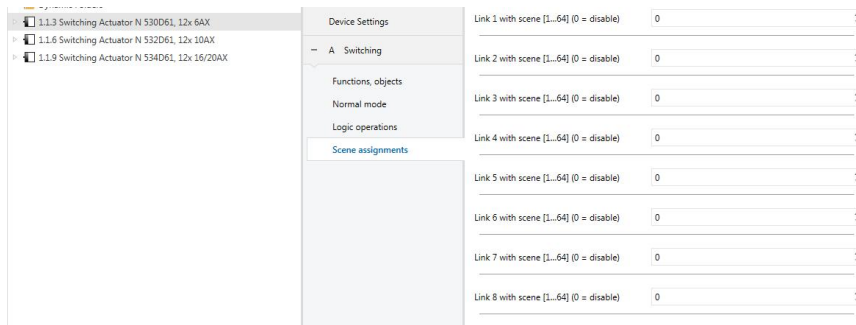 1.1.3 Switching Actuator N 530D61, 12x 6AX
1.1.6 Switching Actuator N 532D61, 12x 10AX
1.1.9 Switching Actuator N 534D61, 12x 16/20AX
Device Settings
A Switching
Functions, objects
Normal mode
Logic operations
Scene assignments
Link 1 with scene [1...64] (0 = disable) 0
Link 2 with scene [1...64] (0 = disable) 0
Link 3 with scene [1...64] (0 = disable) 0
Link 4 with scene [1...64] (0 = disable) 0
Link 5 with scene [1...64] (0 = disable) 0
Link 6 with scene [1...64] (0 = disable) 0
Link 7 with scene [1...64] (0 = disable) 0
Link 8 with scene [1...64] (0 = disable) 0